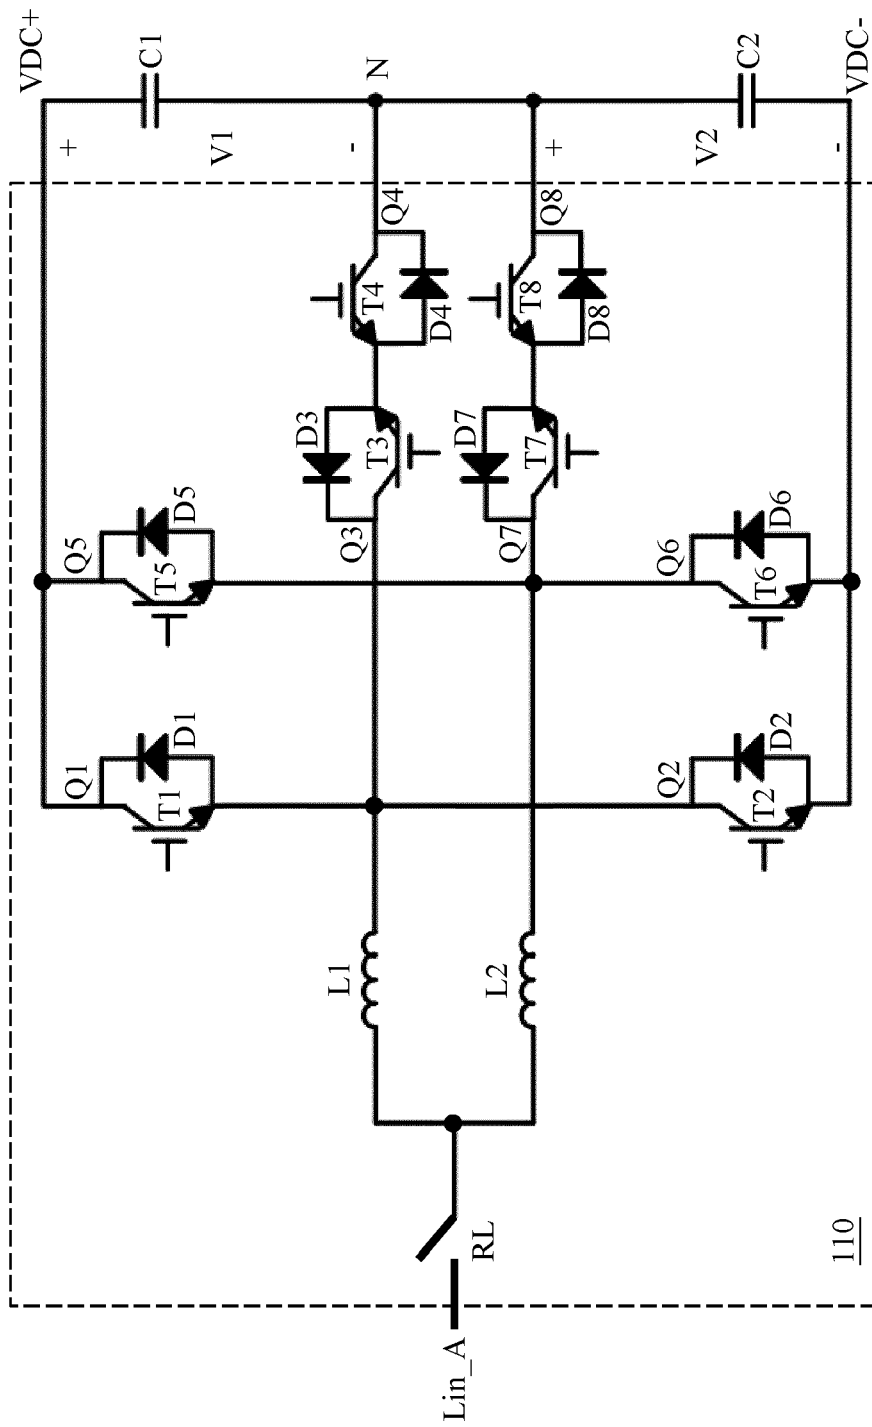 VDC+
C1
+
V1
-
N
+
V2
C2
-
VDC-
Q5
T5
D5
Q1
T1
D1
Q3
T3
D3
Q4
T4
D4
Q7
T7
D7
Q8
T8
D8
Q6
T6
D6
Q2
T2
D2
L1
L2
RL
Lin_A
110